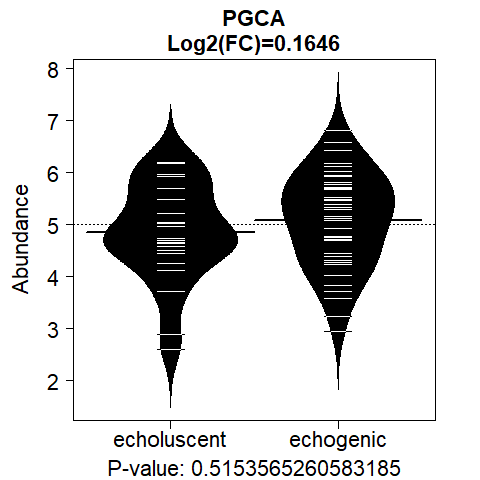 PGCA
Log2(FC)=0.1646
8
7
6
5
4
3
2
Abundance
echoluscent echogenic
P-value: 0.5153565260583185